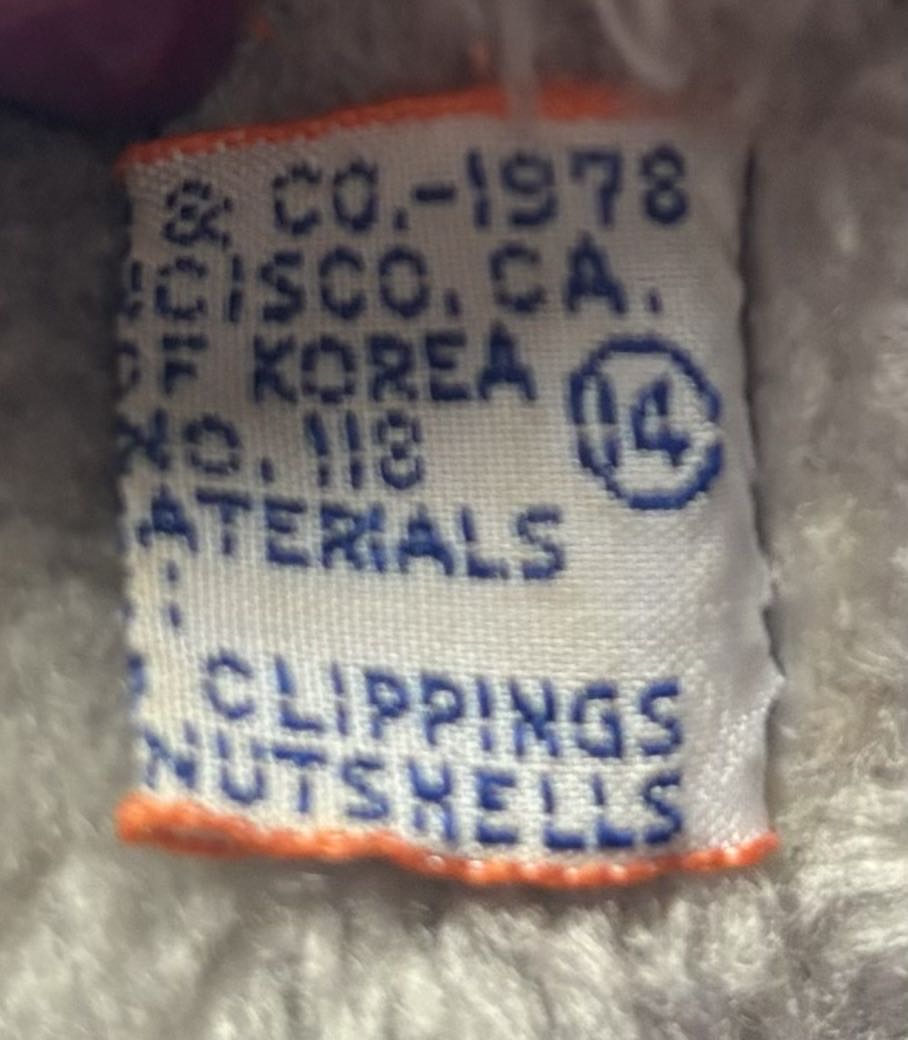 & CO.-1978
CISCO. CA.
F KOREA
NO. 118
14
ATERIALS
:
CLIPPINGS
NUTSHELLS